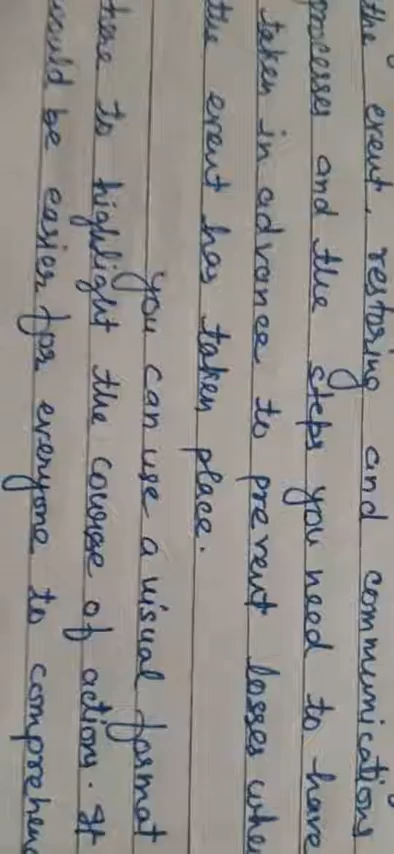 the event, restoring and communications
processes and the steps you need to have
taken in advance to prevent losses when
the event has taken place.
you can use a visual format
here to highlight the course of actions. It
would be easier for everyone to comprehend